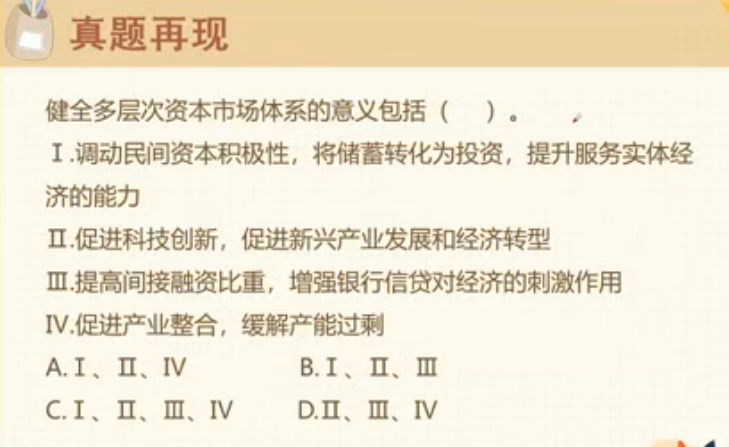 真题再现
健全多层次资本市场体系的意义包括（ ）。
Ⅰ.调动民间资本积极性，将储蓄转化为投资，提升服务实体经
济的能力
Ⅱ.促进科技创新，促进新兴产业发展和经济转型
Ⅲ.提高间接融资比重，增强银行信贷对经济的刺激作用
Ⅳ.促进产业整合，缓解产能过剩
A.Ⅰ、Ⅱ、Ⅳ B.Ⅰ、Ⅱ、Ⅲ
C.Ⅰ、Ⅱ、Ⅲ、Ⅳ D.Ⅱ、Ⅲ、Ⅳ